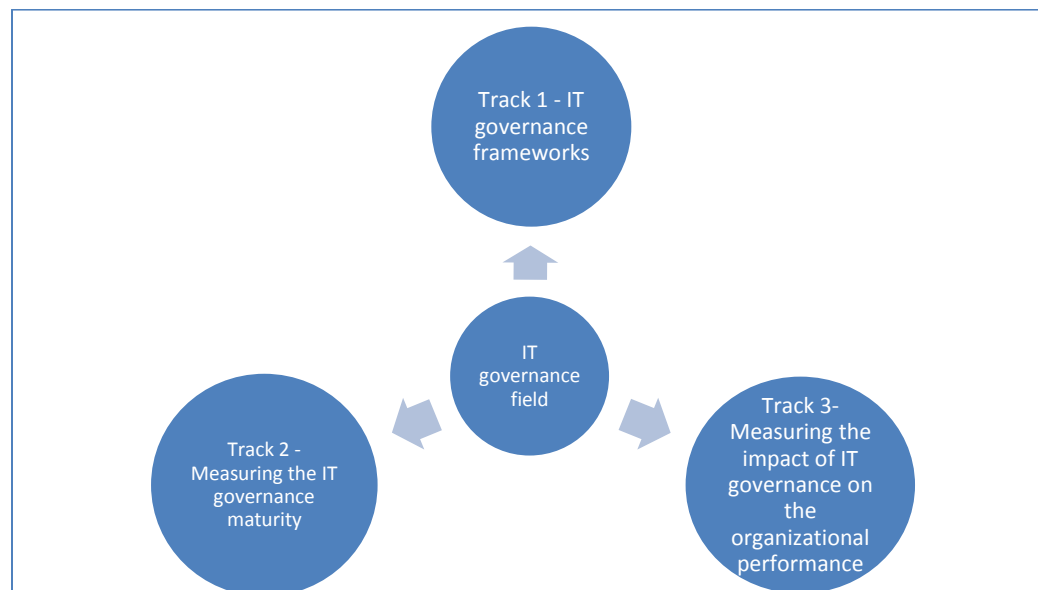 Track 1 - IT
governance
frameworks
IT
governance
field
Track 2 -
Measuring the IT
governance
maturity
Track 3-
Measuring the
impact of IT
governance on
the
organizational
performance